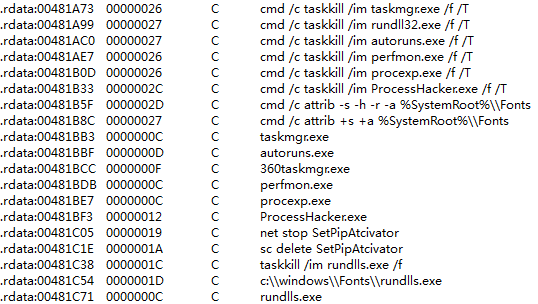 .rdata:00481A73 00000026 C cmd /c taskkill /im taskmgr.exe /f /T
.rdata:00481A99 00000027 C cmd /c taskkill /im rundll32.exe /f /T
.rdata:00481AC0 00000027 C cmd /c taskkill /im autoruns.exe /f /T
.rdata:00481AE7 00000026 C cmd /c taskkill /im perfmon.exe /f /T
.rdata:00481B0D 00000026 C cmd /c taskkill /im procexp.exe /f /T
.rdata:00481B33 0000002C C cmd /c taskkill /im ProcessHacker.exe /f /T
.rdata:00481B5F 0000002D C cmd /c attrib -s -h -r -a %SystemRoot%\\Fonts
.rdata:00481B8C 00000027 C cmd /c attrib +s +a %SystemRoot%\\Fonts
.rdata:00481BB3 0000000C C taskmgr.exe
.rdata:00481BBF 0000000D C autoruns.exe
.rdata:00481BCC 0000000F C 360taskmgr.exe
.rdata:00481BDB 0000000C C perfmon.exe
.rdata:00481BE7 0000000C C procexp.exe
.rdata:00481BF3 00000012 C ProcessHacker.exe
.rdata:00481C05 00000019 C net stop SetPipAtcivator
.rdata:00481C1E 0000001A C sc delete SetPipAtcivator
.rdata:00481C38 0000001C C taskkill /im rundlls.exe /f
.rdata:00481C54 0000001D C c:\\windows\\Fonts\\rundlls.exe
.rdata:00481C71 0000000C C rundlls.exe